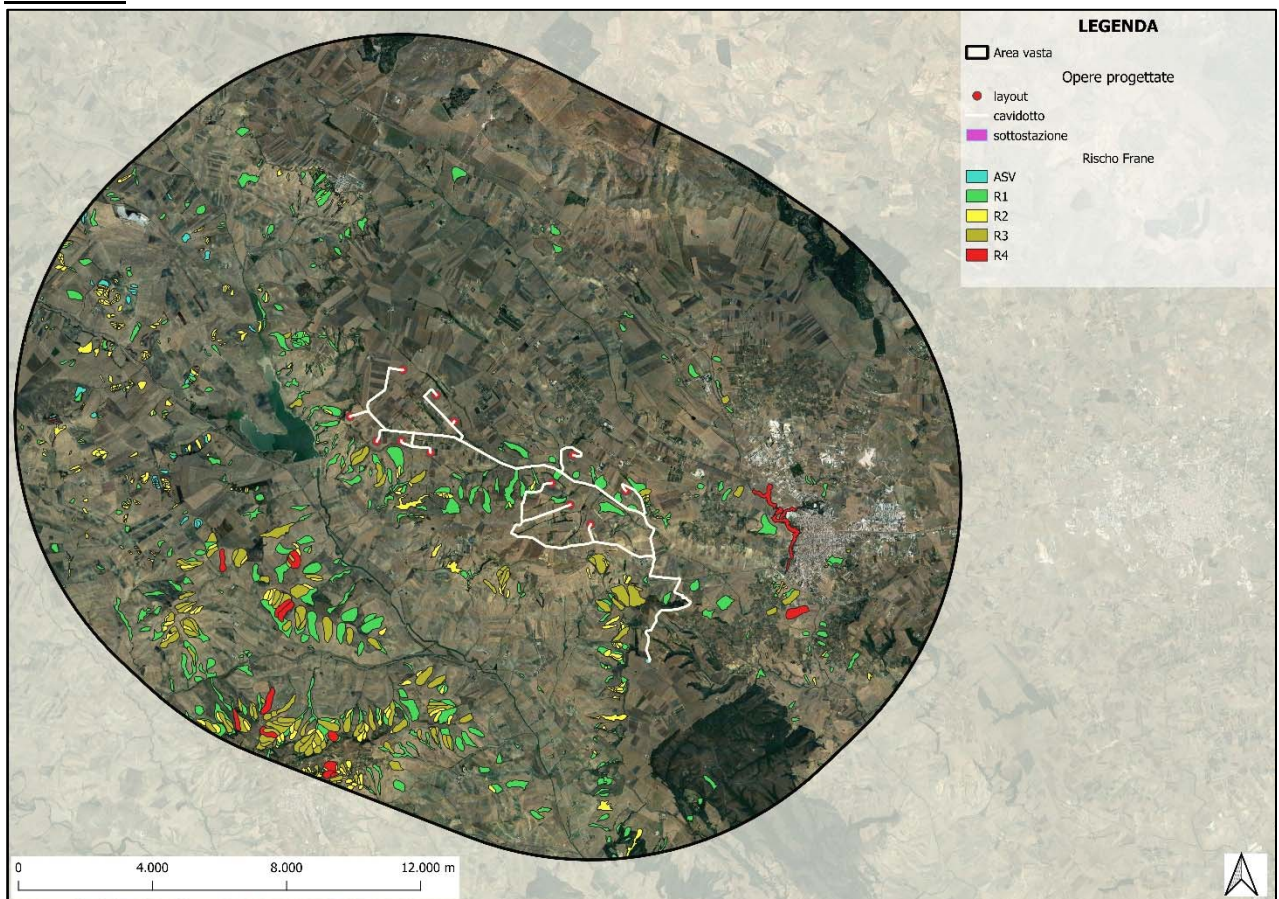 LEGENDA
Area vasta
Opere progettate
layout
cavidotto
sottostazione
Rischo Frane
ASV
R1
R2
R3
R4
0 4.000 8.000 12.000 m